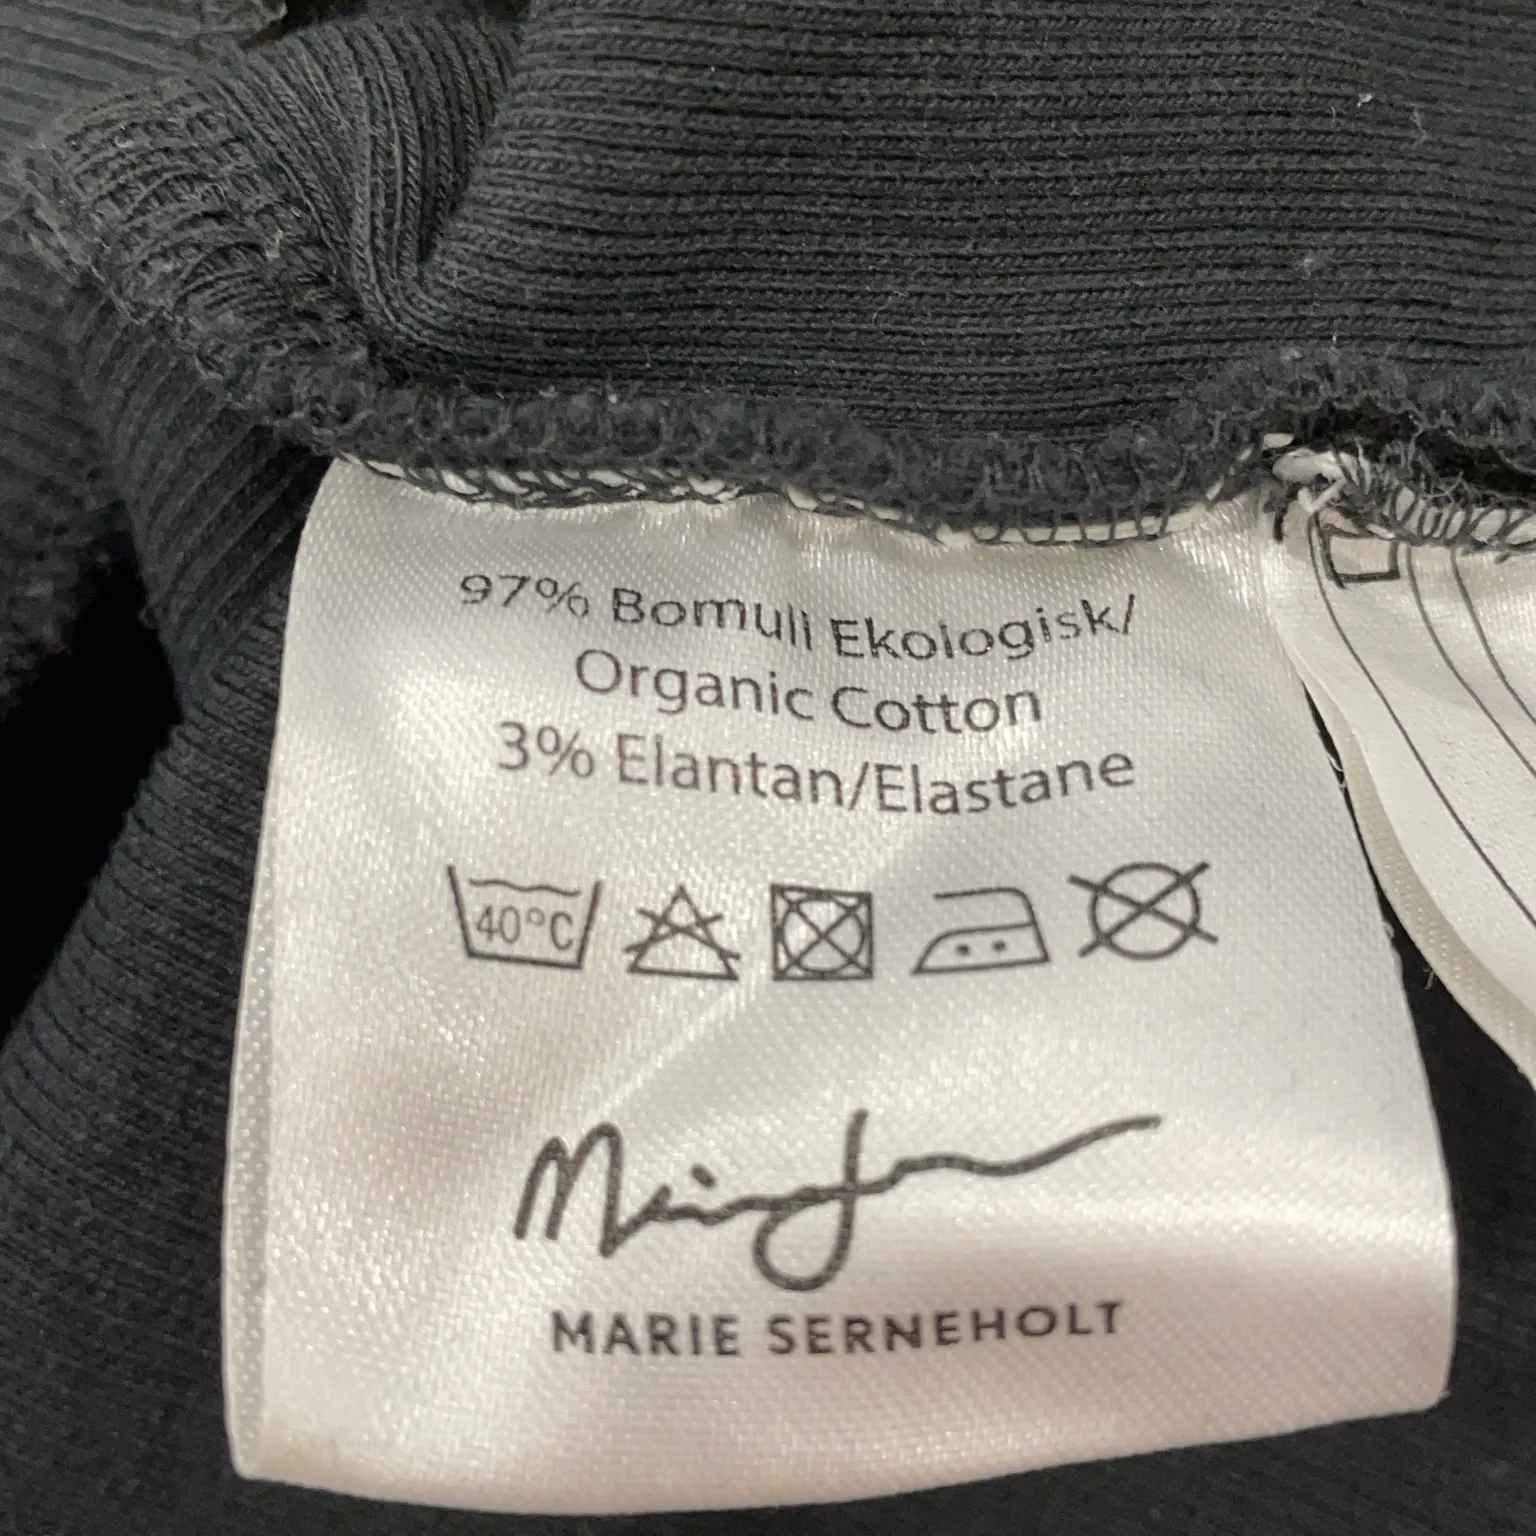 97% Bomull Ekologisk/
Organic Cotton
3% Elantan/Elastane
40°C
MARIE SERNEHOLT